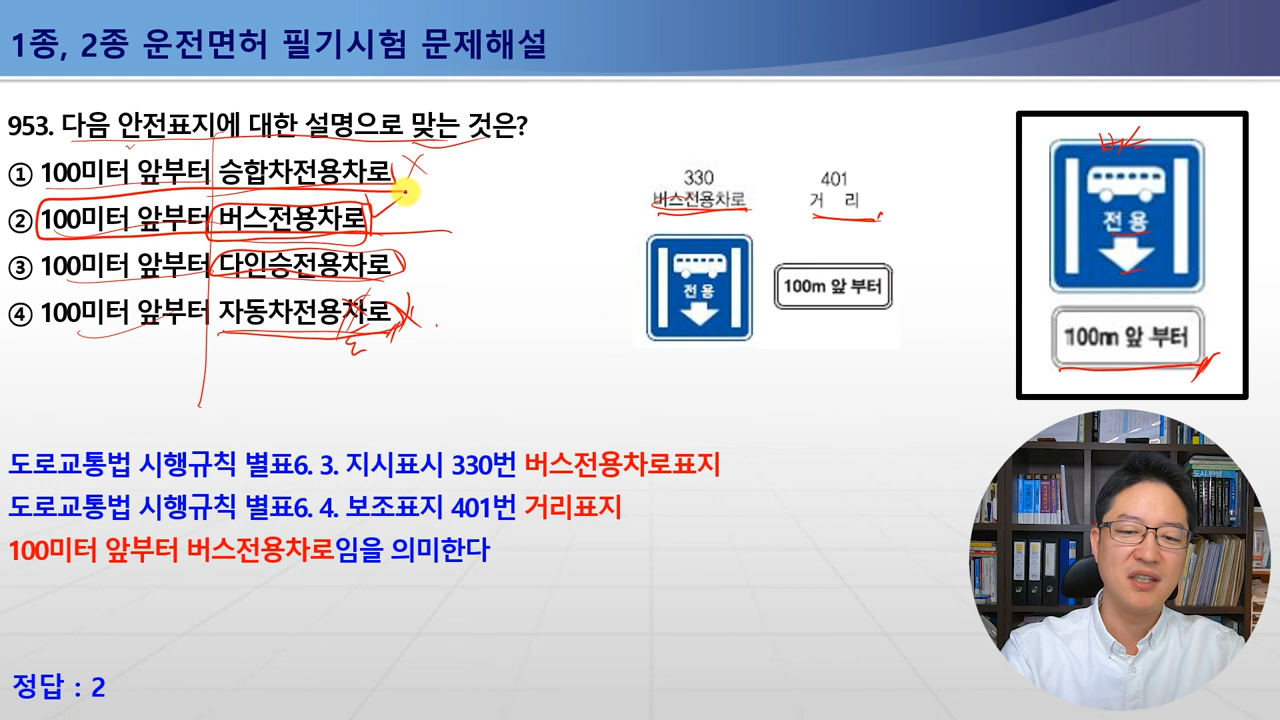 1종, 2종 운전면허 필기시험 문제해설
953. 다음 안전표지에 대한 설명으로 맞는 것은?
① 100미터 앞부터 승합차전용차로
② 100미터 앞부터 버스전용차로
③ 100미터 앞부터 다인승전용차로
④ 100미터 앞부터 자동차전용차로
330
버스전용차로
전용
401
거 리
100m 앞 부터
버스
전용
100m 앞 부터
도로교통법 시행규칙 별표6. 3. 지시표시 330번 버스전용차로표지
도로교통법 시행규칙 별표6. 4. 보조표지 401번 거리표지
100미터 앞부터 버스전용차로임을 의미한다
정답 : 2